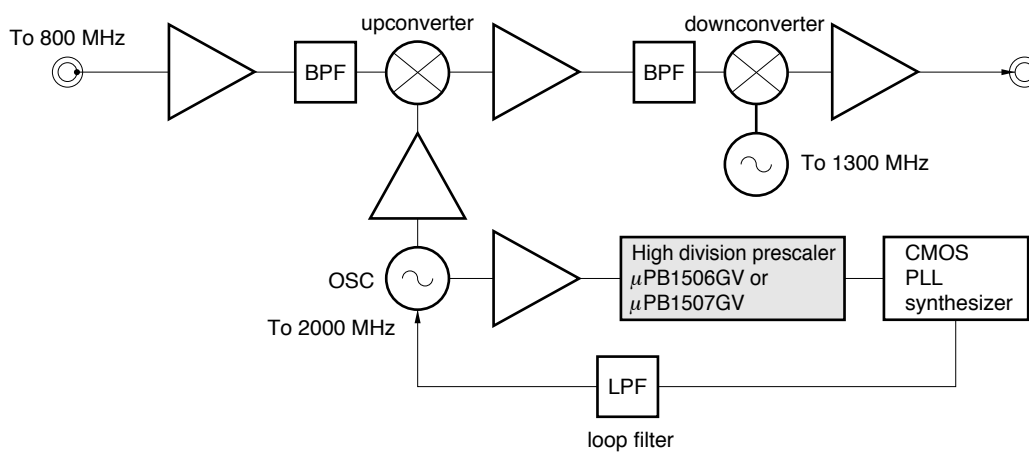 upconverter
downconverter
To 800 MHz
BPF
BPF
To 1300 MHz
High division prescaler
µPB1506GV or
µPB1507GV
CMOS
PLL
synthesizer
OSC
To 2000 MHz
LPF
loop filter